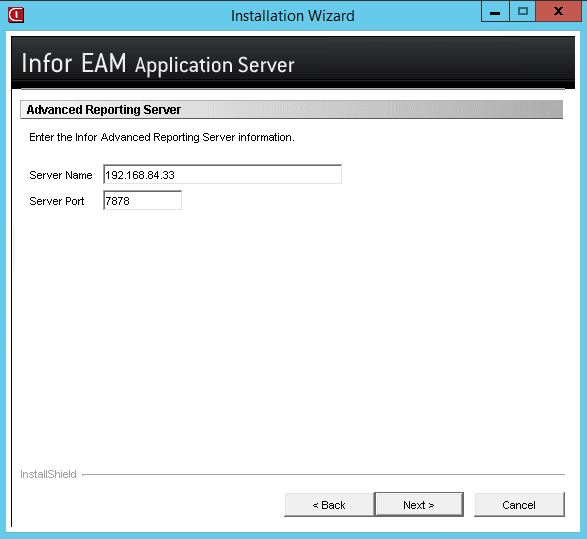 Installation Wizard
Infor EAM Application Server
Advanced Reporting Server
Enter the Infor Advanced Reporting Server information.
Server Name 192.168.84.33
Server Port 7878
InstallShield
< Back Next > Cancel